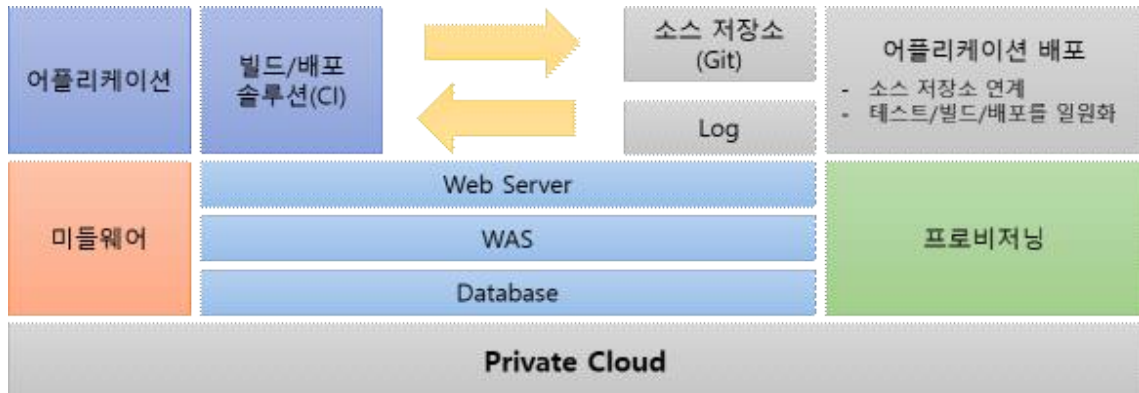 어플리케이션
빌드/배포
솔루션(CI)
소스 저장소
(Git)
Log
어플리케이션 배포
- 소스 저장소 연계
- 테스트/빌드/배포를 일원화
미들웨어
Web Server
WAS
Database
프로비저닝
Private Cloud